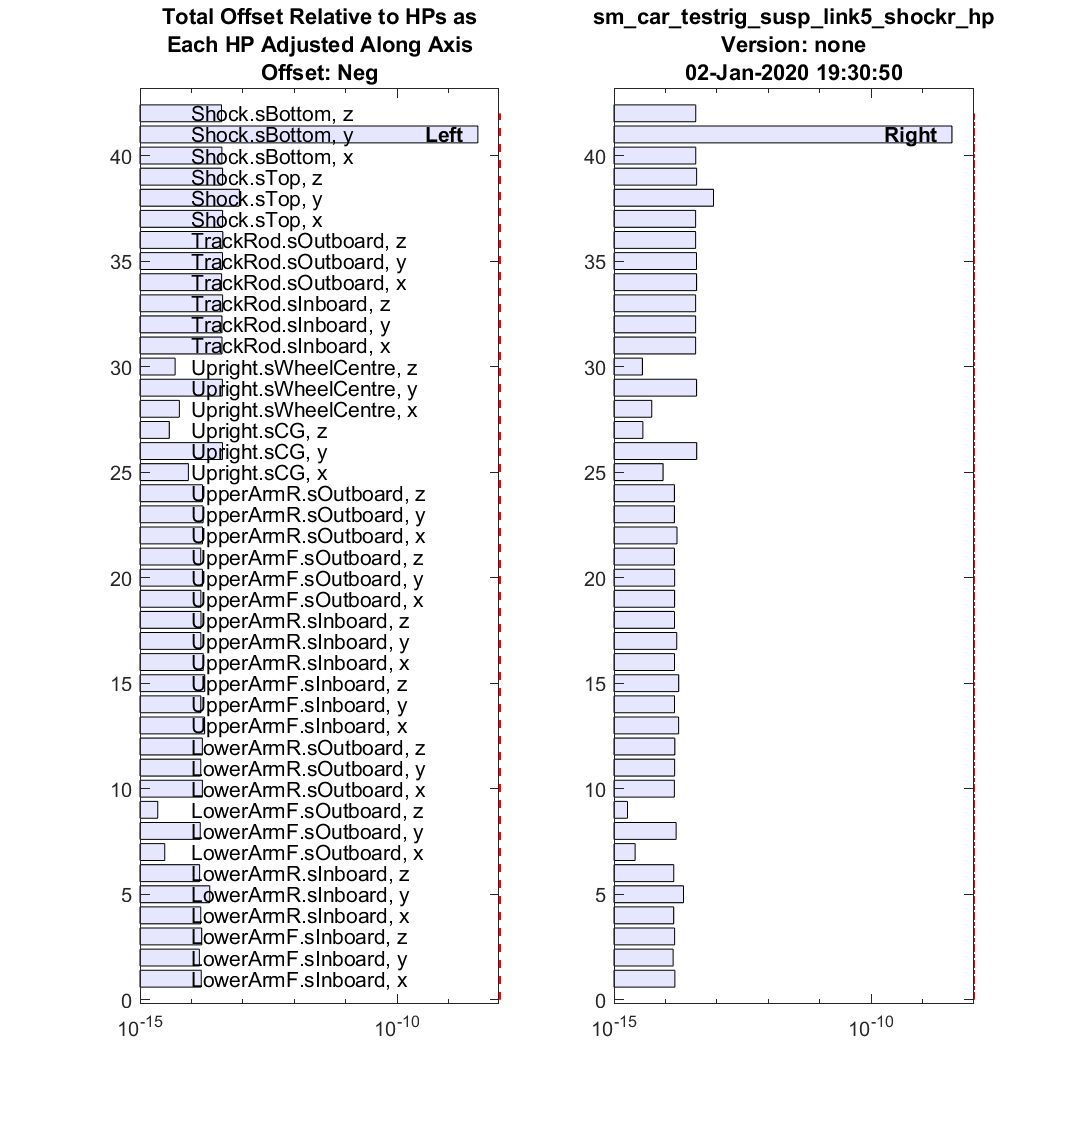 Total Offset Relative to HPs as
Each HP Adjusted Along Axis
Offset: Neg
sm_car_testrig_susp_link5_shockr_hp
Version: none
02-Jan-2020 19:30:50
Shock.sBottom, z
Shock.sBottom, y
Left
Right
40
Shock.sBottom, x
40
Shock.sTop, z
Shock.sTop, y
Shock.sTop, x
TrackRod.sOutboard, z
35
TrackRod.sOutboard, y
35
TrackRod.sOutboard, x
TrackRod.sInboard, z
TrackRod.sInboard, y
TrackRod.sInboard, x
30
Upright.sWheelCentre, z
30
Upright.sWheelCentre, y
Upright.sWheelCentre, x
Upright.sCG, z
Upright.sCG, y
25
Upright.sCG, x
25
UpperArmR.sOutboard, z
UpperArmR.sOutboard, y
UpperArmR.sOutboard, x
UpperArmF.sOutboard, z
20
UpperArmF.sOutboard, y
20
UpperArmF.sOutboard, x
UpperArmR.sInboard, z
UpperArmR.sInboard, y
UpperArmR.sInboard, x
15
UpperArmF.sInboard, z
15
UpperArmF.sInboard, y
UpperArmF.sInboard, x
LowerArmR.sOutboard, z
LowerArmR.sOutboard, y
10
LowerArmR.sOutboard, x
10
LowerArmF.sOutboard, z
LowerArmF.sOutboard, y
LowerArmF.sOutboard, x
LowerArmR.sInboard, z
5
LowerArmR.sInboard, y
5
LowerArmR.sInboard, x
LowerArmF.sInboard, z
LowerArmF.sInboard, y
LowerArmF.sInboard, x
0
0
10-15
10-10
10-15
10-10